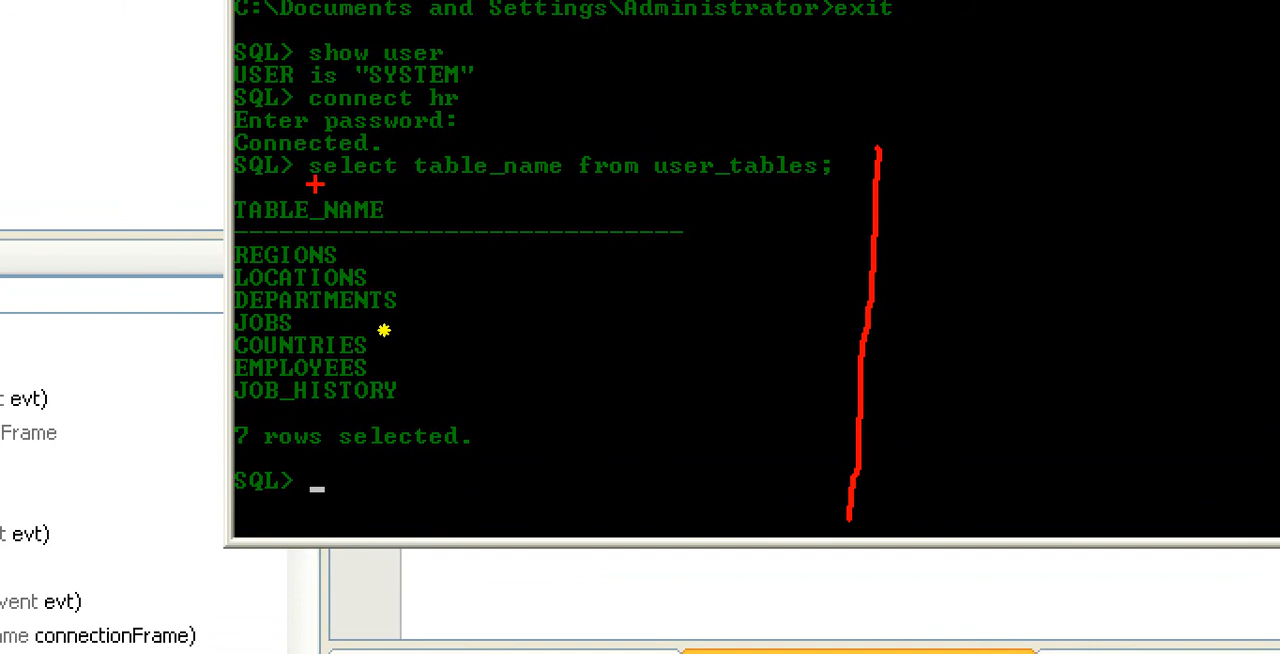 C:\Documents and Settings\Administrator>exit
SQL> show user
USER is "SYSTEM"
SQL> connect hr
Enter password:
Connected.
SQL> select table_name from user_tables;
TABLE_NAME
------------------------------
REGIONS
LOCATIONS
DEPARTMENTS
JOBS
COUNTRIES
EMPLOYEES
JOB_HISTORY
7 rows selected.
SQL>
evt)
Frame
evt)
evt)
connectionFrame)